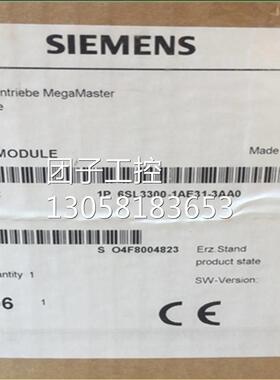 SIEMENS
ntriebe MegaMaster
e
MODULE
Made
1P 6SL3300-1AE31-3AA0
团子工控
13058183653
S O4F8004823
Erz.Stand
product state
antity 1
SW-Version:
6
1
CE